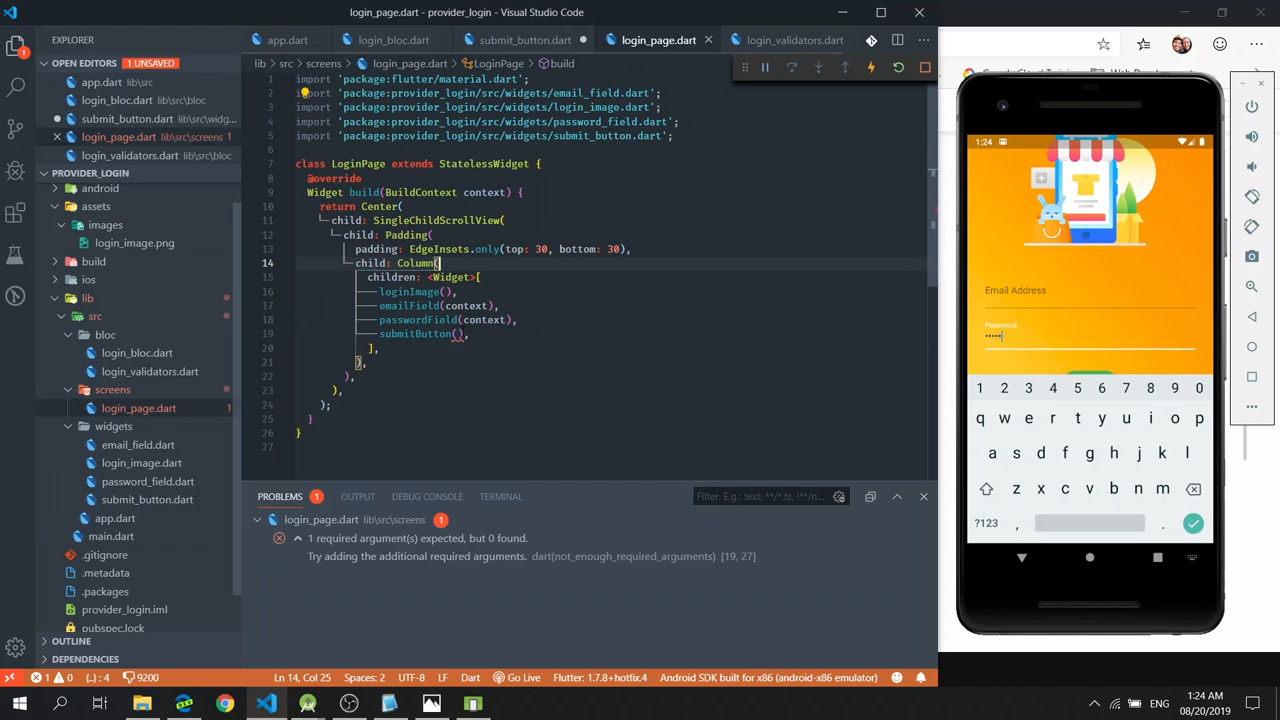 login_page.dart - provider_login - Visual Studio Code
EXPLORER
app.dart
login_bloc.dart
submit_button.dart
login_page.dart
login_validators.dart
OPEN EDITORS 1 UNSAVED
app.dart lib\src
login_bloc.dart lib\src\bloc
submit_button.dart lib\src\widg...
login_page.dart lib\src\screens 1
login_validators.dart lib\src\bloc
PROVIDER_LOGIN
android
assets
images
login_image.png
build
ios
lib
src
bloc
login_bloc.dart
login_validators.dart
screens
login_page.dart 1
widgets
email_field.dart
login_image.dart
password_field.dart
submit_button.dart
app.dart
main.dart
.gitignore
.metadata
.packages
provider_login.iml
pubspec.lock
OUTLINE
DEPENDENCIES
lib > src > screens > login_page.dart > LoginPage > build
1 import 'package:flutter/material.dart';
2 import 'package:provider_login/src/widgets/email_field.dart';
3 import 'package:provider_login/src/widgets/login_image.dart';
4 import 'package:provider_login/src/widgets/password_field.dart';
5 import 'package:provider_login/src/widgets/submit_button.dart';
6
7 class LoginPage extends StatelessWidget {
8 @override
9 Widget build(BuildContext context) {
10 return Center(
11 child: SingleChildScrollView(
12 child: Padding(
13 padding: EdgeInsets.only(top: 30, bottom: 30),
14 child: Column(
15 children: <Widget>[
16 loginImage(),
17 emailField(context),
18 passwordField(context),
19 submitButton(),
20 ],
21 ),
22 ),
23 ),
24 );
25 }
26 }
27
PROBLEMS 1 OUTPUT DEBUG CONSOLE TERMINAL
Filter. E.g.: text, **/*.ts, !**/n...
login_page.dart lib\src\screens 1
1 required argument(s) expected, but 0 found.
Try adding the additional required arguments. dart(not_enough_required_arguments) [19, 27]
1 0 {..} : 4 9200
Ln 14, Col 25 Spaces: 2 UTF-8 LF Dart Go Live Flutter: 1.7.8+hotfix.4 Android SDK built for x86 (android-x86 emulator)
1:24
Email Address
Password
•••••
1 2 3 4 5 6 7 8 9 0
q w e r t y u i o p
a s d f g h j k l
z x c v b n m
?123 , .
ENG
1:24 AM
08/20/2019